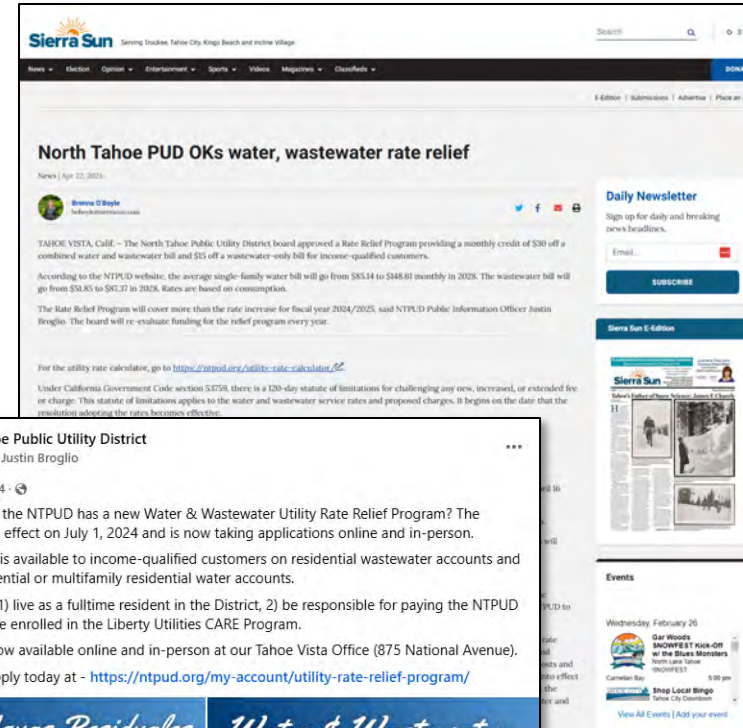 Sierra Sun Serving Truckee, Tahoe City, Kings Beach and Incline Village
Search
News Election Opinion Entertainment Sports Videos Magazines Classifieds
DONA
E-Edition | Submissions | Advertise | Place an
North Tahoe PUD OKs water, wastewater rate relief
News | Apr 22, 2024
Brenna O'Boyle
TAHOE VISTA, Calif. – The North Tahoe Public Utility District board approved a Rate Relief Program providing a monthly credit of $30 off a
combined water and wastewater bill and $15 off a wastewater-only bill for income-qualified customers.
According to the NTPUD website, the average single-family water bill will go from $85.14 to $148.61 monthly in 2028. The wastewater bill will
go from $51.85 to $87.37 in 2028. Rates are based on consumption.
The Rate Relief Program will cover more than the rate increase for fiscal year 2024/2025, said NTPUD Public Information Officer Justin
Broglio. The board will re-evaluate funding for the relief program every year.
For the utility rate calculator, go to https://ntpud.org/utility-rate-calculator/
Under California Government Code section 53759, there is a 120-day statute of limitations for challenging any new, increased, or extended fee
or charge. This statute of limitations applies to the water and wastewater service rates and proposed charges. It begins on the date that the
resolution adopting the rates becomes effective.
Daily Newsletter
Sign up for daily and breaking
news headlines.
Email...
SUBSCRIBE
Sierra Sun E-Edition
Sierra Sun
Tahoe's Father of Snow Science: James E Church
Events
Wednesday, February 26
Gar Woods
SNOWFEST Kick-Off
w/ the Blues Monsters
North Lake Tahoe
SNOWFEST
Carnelian Bay 5:00 pm
Shop Local Bingo
Tahoe City Downtown
View All Events | Add your event
e Public Utility District
Justin Broglio
4 ·
the NTPUD has a new Water & Wastewater Utility Rate Relief Program? The
effect on July 1, 2024 and is now taking applications online and in-person.
is available to income-qualified customers on residential wastewater accounts and
ential or multifamily residential water accounts.
1) live as a fulltime resident in the District, 2) be responsible for paying the NTPUD
e enrolled in the Liberty Utilities CARE Program.
ow available online and in-person at our Tahoe Vista Office (875 National Avenue).
ply today at - https://ntpud.org/my-account/utility-rate-relief-program/